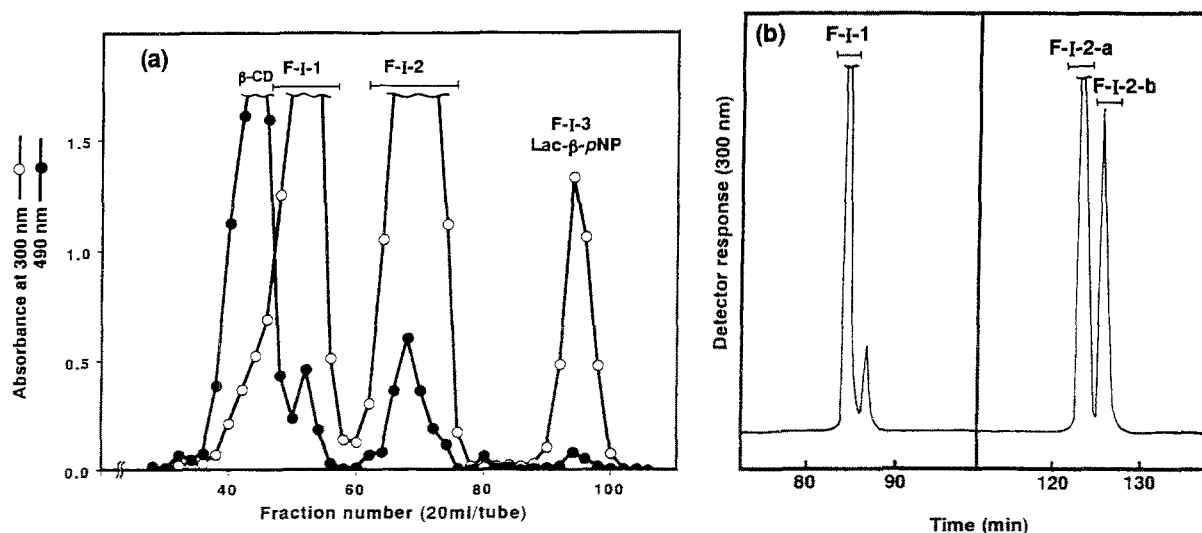 (a)
β-CD
F-I-1
F-I-2
F-I-3
Lac-β-pNP
Absorbance at 300 nm
490 nm
1.5
1.0
0.5
0.0
40
60
80
100
Fraction number (20ml/tube)
(b)
F-I-1
F-I-2-a
F-I-2-b
Detector response (300 nm)
80
90
120
130
Time (min)